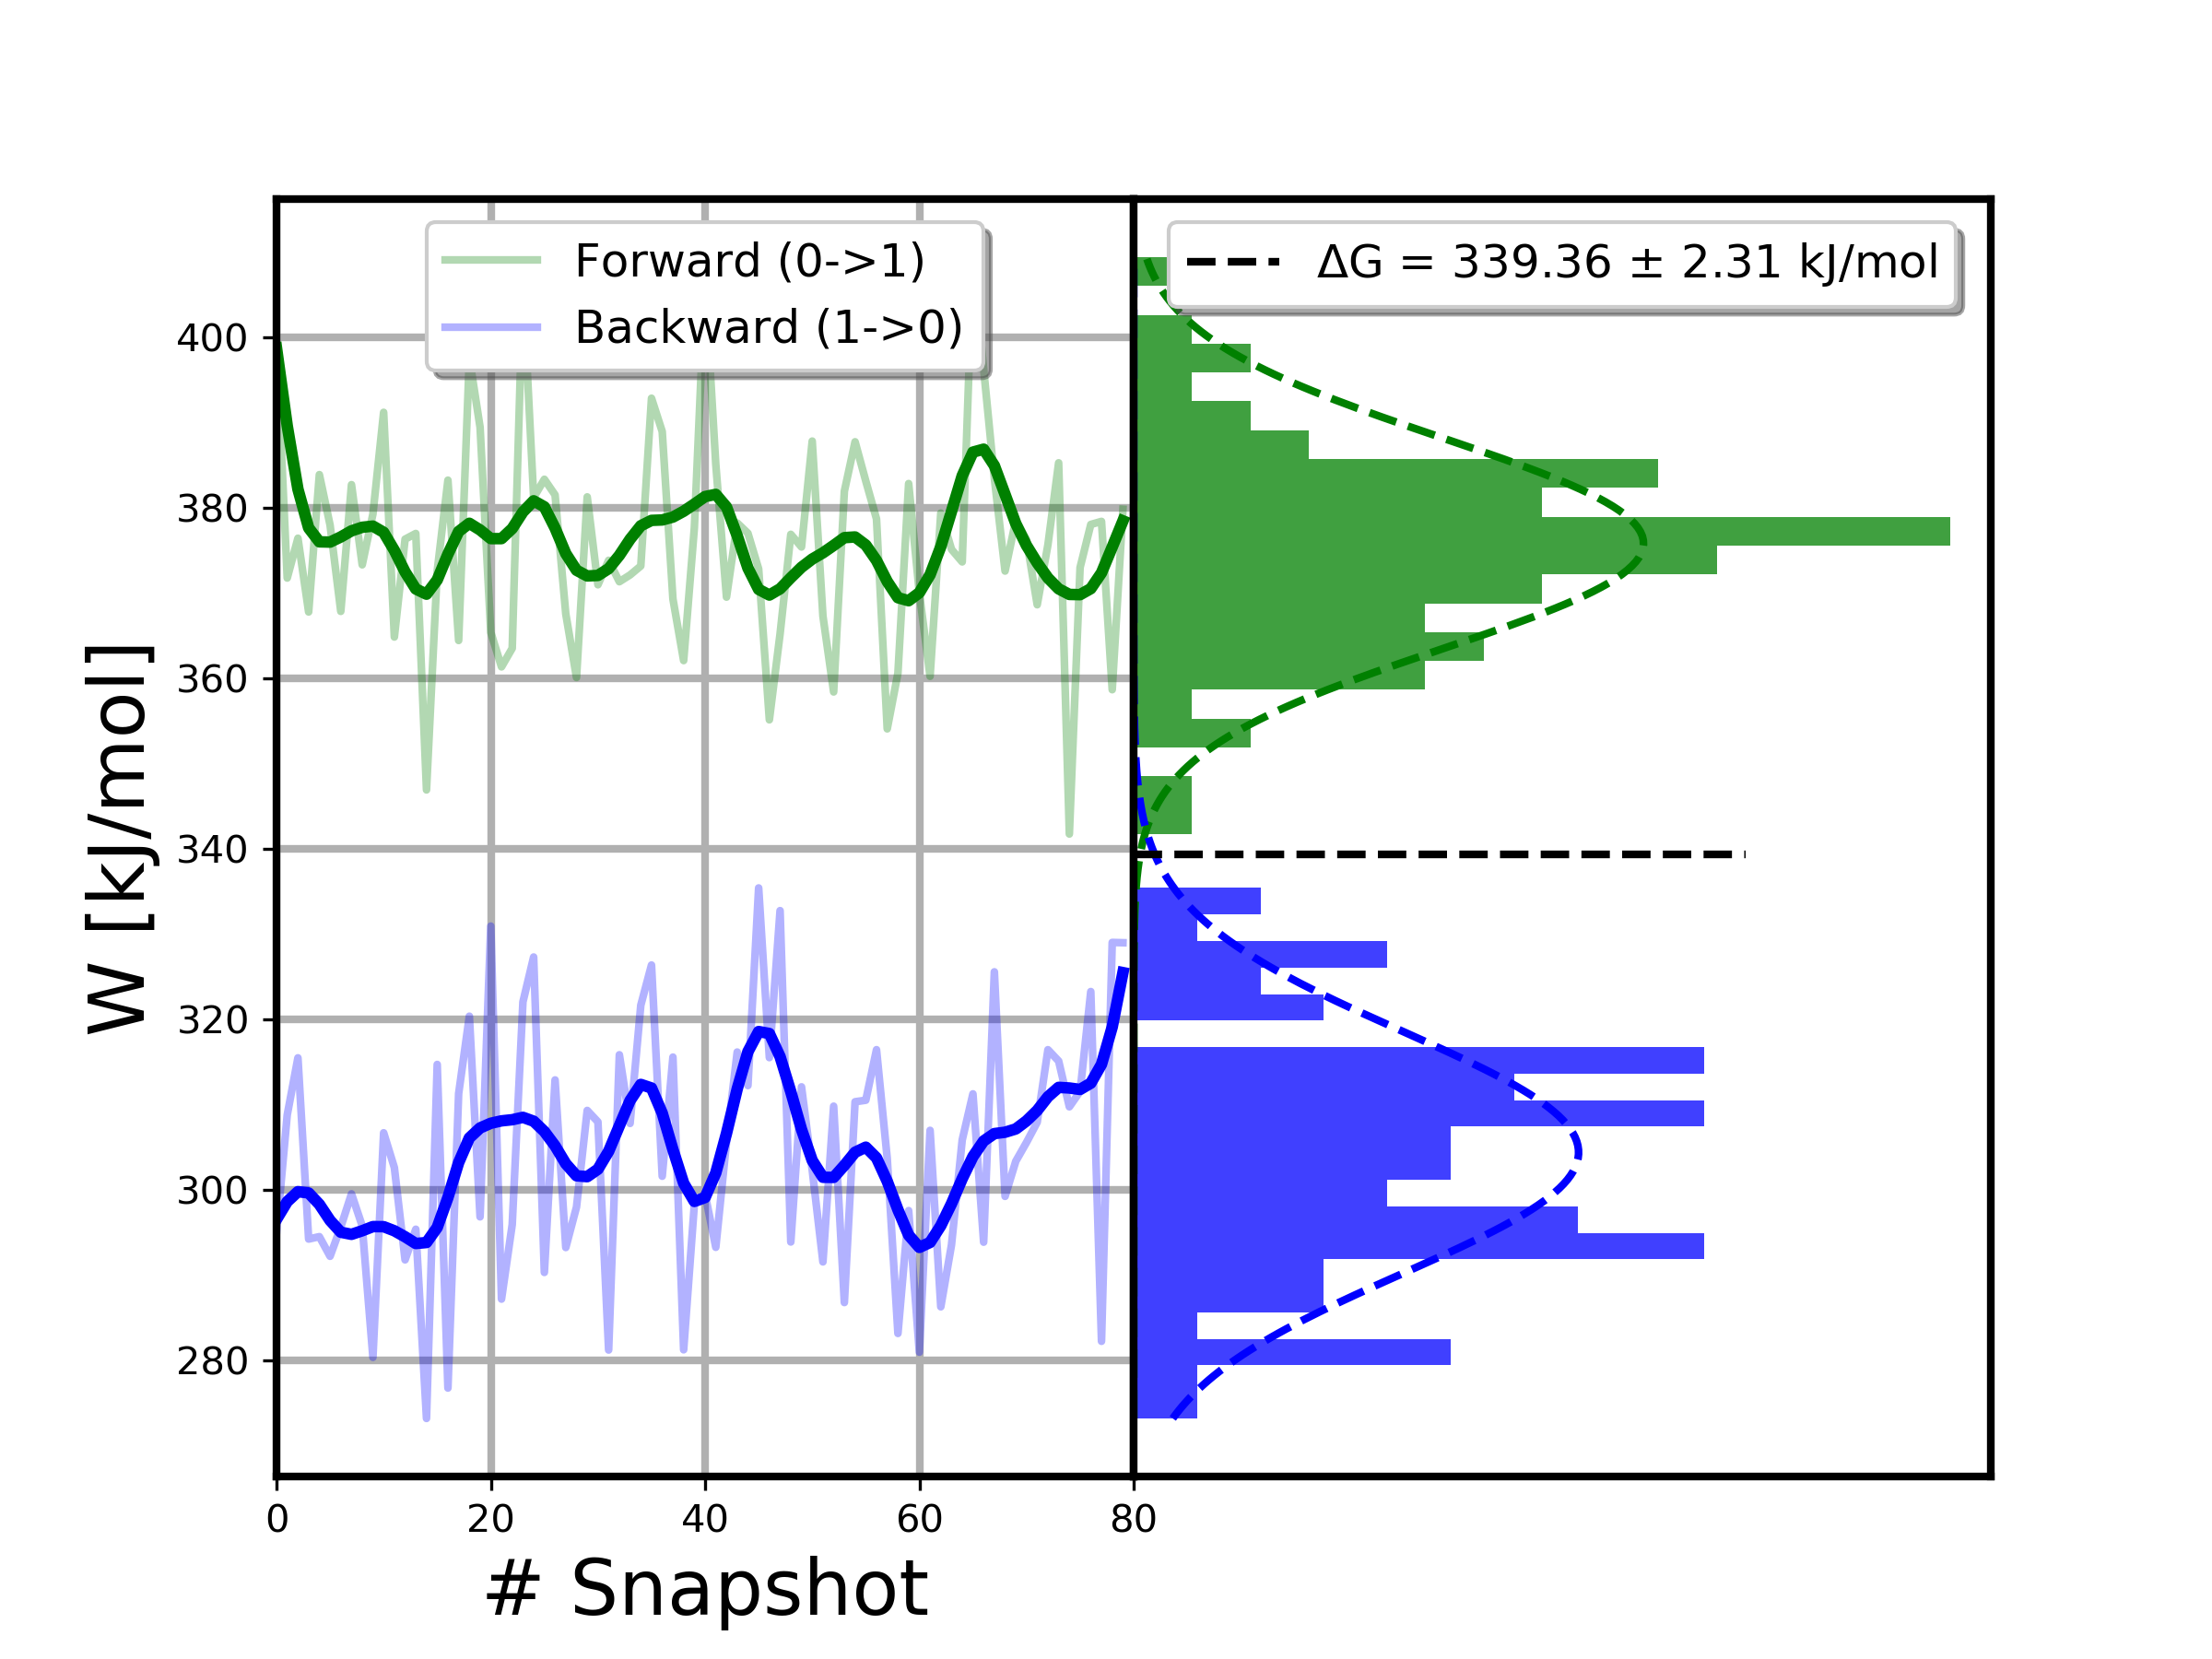 Forward (0->1)
Backward (1->0)
ΔG = 339.36 ± 2.31 kJ/mol
W [kJ/mol]
400
380
360
340
320
300
280
0 20 40 60 80
# Snapshot